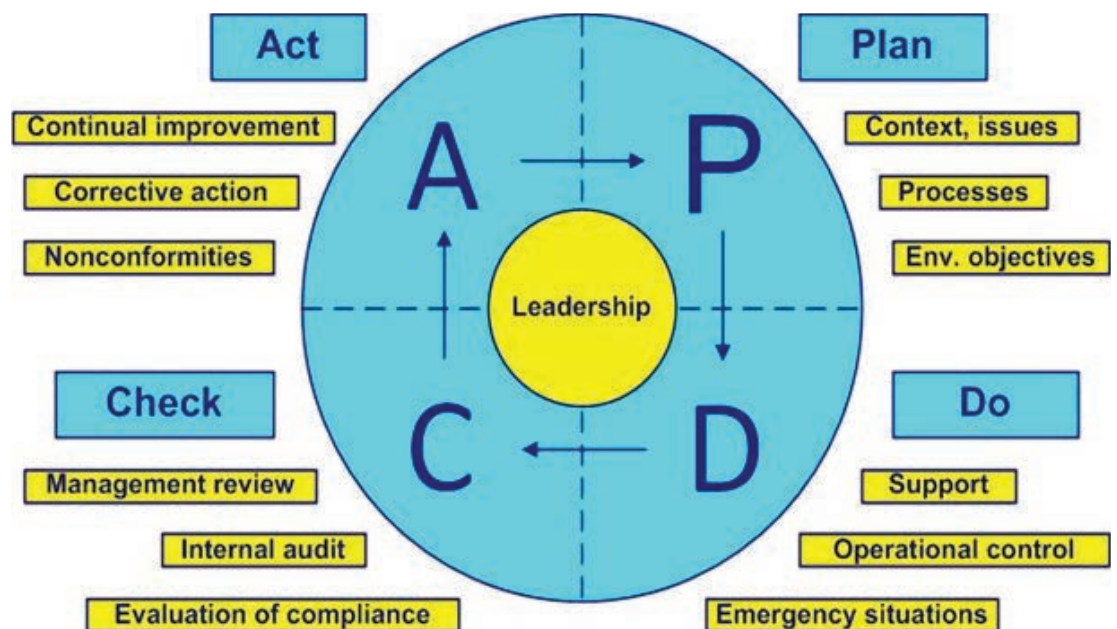 Act
Plan
Continual improvement
Context, issues
A
P
Corrective action
Processes
Nonconformities
Env. objectives
Leadership
Check
Do
C
D
Management review
Support
Internal audit
Operational control
Evaluation of compliance
Emergency situations